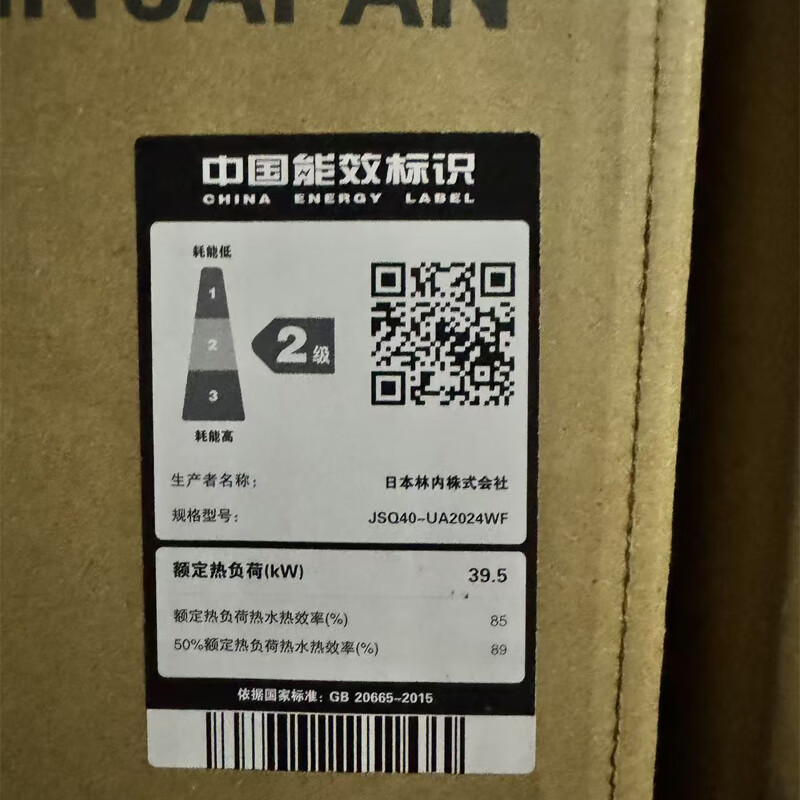 IN JAPAN
中国能效标识
CHINA ENERGY LABEL
耗能低
1
2
3
2级
耗能高
生产者名称： 日本林内株式会社
规格型号： JSQ40-UA2024WF
额定热负荷(kW) 39.5
额定热负荷热水热效率(%) 85
50%额定热负荷热水热效率(%) 89
依据国家标准：GB 20665-2015